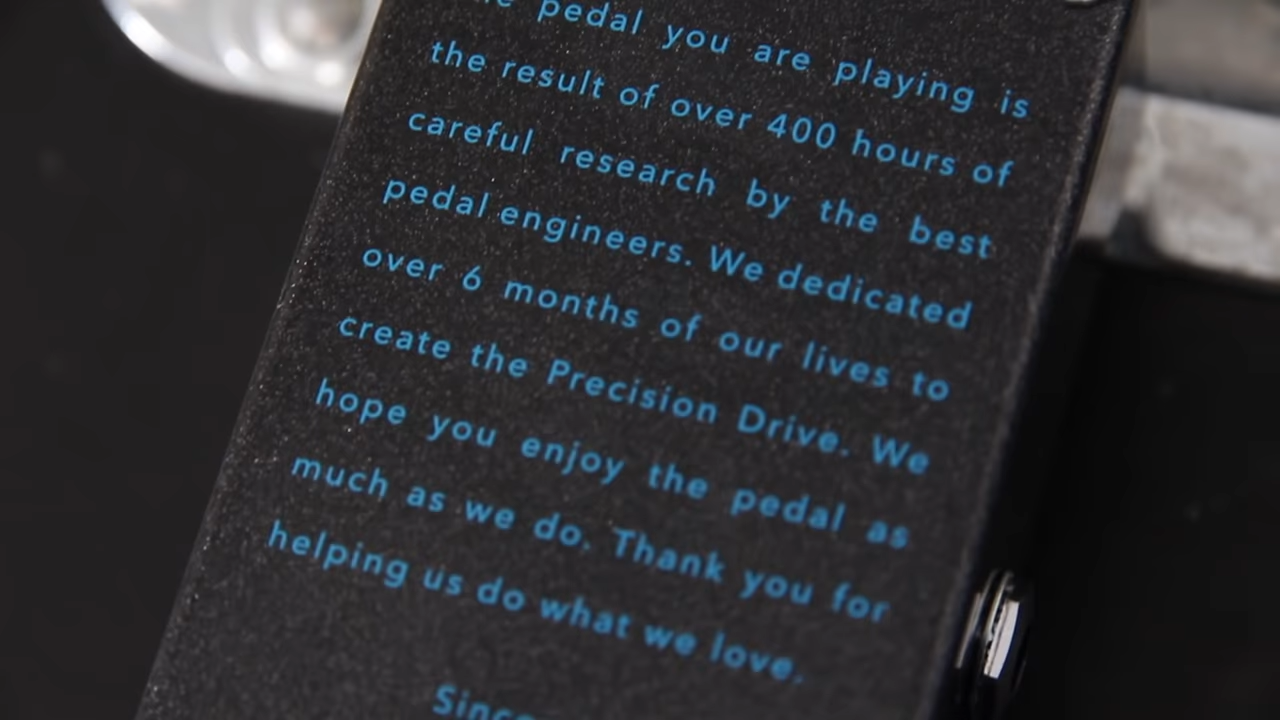 pedal you are playing is
the result of over 400 hours of
careful research by the best
pedal engineers. We dedicated
over 6 months of our lives to
create the Precision Drive. We
hope you enjoy the pedal as
much as we do. Thank you for
helping us do what we love.